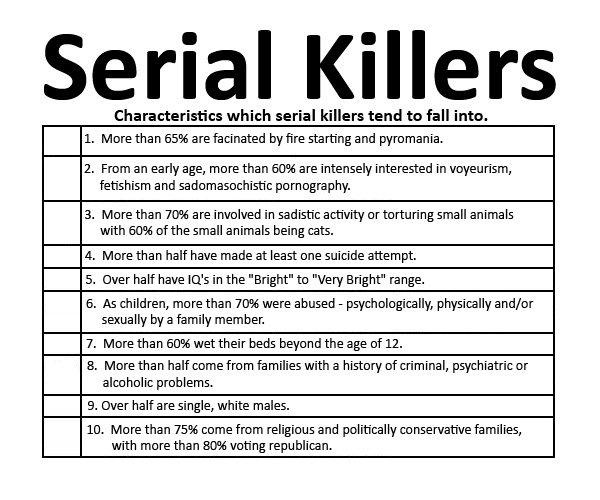 Serial Killers
Characteristics which serial killers tend to fall into.
1. More than 65% are facinated by fire starting and pyromania.
2. From an early age, more than 60% are intensely interested in voyeurism,
fetishism and sadomasochistic pornography.
3. More than 70% are involved in sadistic activity or torturing small animals
with 60% of the small animals being cats.
4. More than half have made at least one suicide attempt.
5. Over half have IQ's in the "Bright" to "Very Bright" range.
6. As children, more than 70% were abused - psychologically, physically and/or
sexually by a family member.
7. More than 60% wet their beds beyond the age of 12.
8. More than half come from families with a history of criminal, psychiatric or
alcoholic problems.
9. Over half are single, white males.
10. More than 75% come from religious and politically conservative families,
with more than 80% voting republican.